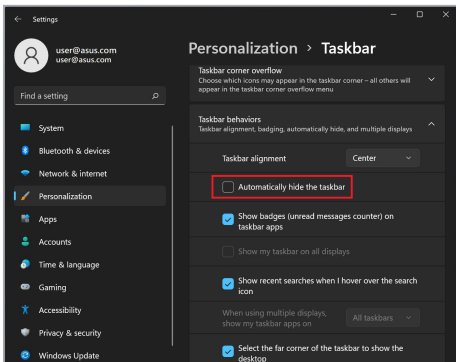 Settings
user@asus.com
user@asus.com
Find a setting
System
Bluetooth & devices
Network & internet
Personalization
Apps
Accounts
Time & language
Gaming
Accessibility
Privacy & security
Windows Update
Personalization > Taskbar
Taskbar corner overflow
Choose which icons may appear in the taskbar corner – all others will
appear in the taskbar corner overflow menu
Taskbar behaviors
Taskbar alignment, badging, automatically hide, and multiple displays
Taskbar alignment
Center
Automatically hide the taskbar
Show badges (unread messages counter) on
taskbar apps
Show my taskbar on all displays
Show recent searches when I hover over the search
icon
When using multiple displays,
show my taskbar apps on
All taskbars
Select the far corner of the taskbar to show the
desktop